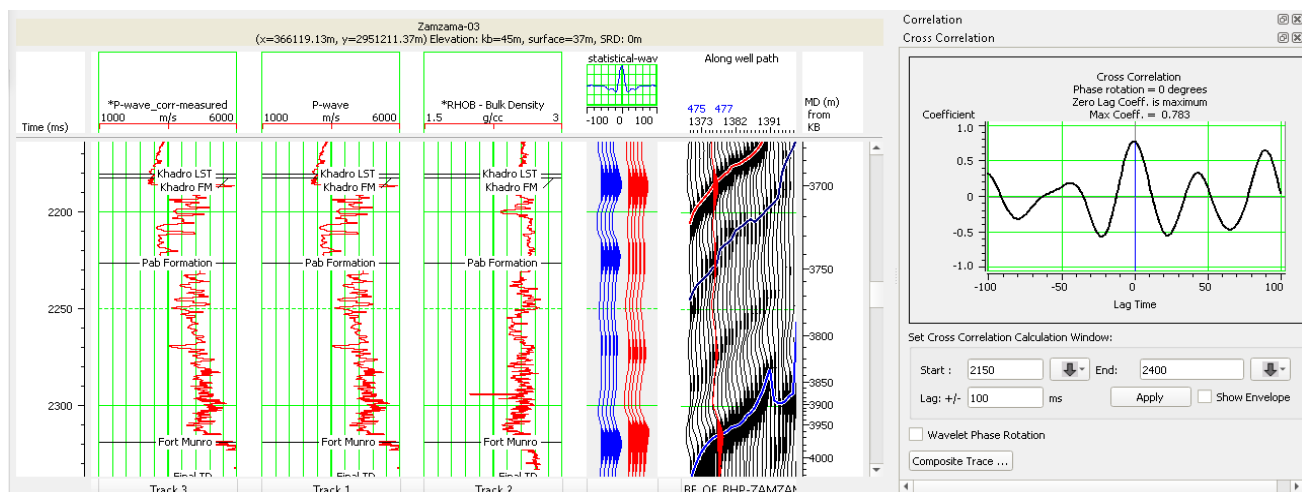 Zamzama-03
(x=366119.13m, y=2951211.37m) Elevation: kb=45m, surface=37m, SRD: 0m
statistical-wav
Along well path
*P-wave_corr-measured
P-wave
*RHOB - Bulk Density
475 477
MD (m)
from
KB
Time (ms)
1000 m/s 6000
1000 m/s 6000
1.5 g/cc 3
-100 0 100
1373 1382 1391
Khadro LST
Khadro LST
Khadro LST
Khadro FM
Khadro FM
Khadro FM
3700
2200
Pab Formation
Pab Formation
Pab Formation
3750
2250
3800
3850
2300
3900
3950
Fort Munro
Fort Munro
Fort Munro
4000
Final TD
Final TD
Final TD
Track 3
Track 1
Track 2
Correlation
Cross Correlation
Cross Correlation
Phase rotation = 0 degrees
Zero Lag Coeff. is maximum
Max Coeff. = 0.783
Coefficient
1.0
0.5
0
-0.5
-1.0
-100 -50 0 50 100
Lag Time
Set Cross Correlation Calculation Window:
Start : 2150 End: 2400
Lag: +/- 100 ms Apply Show Envelope
Wavelet Phase Rotation
Composite Trace ...